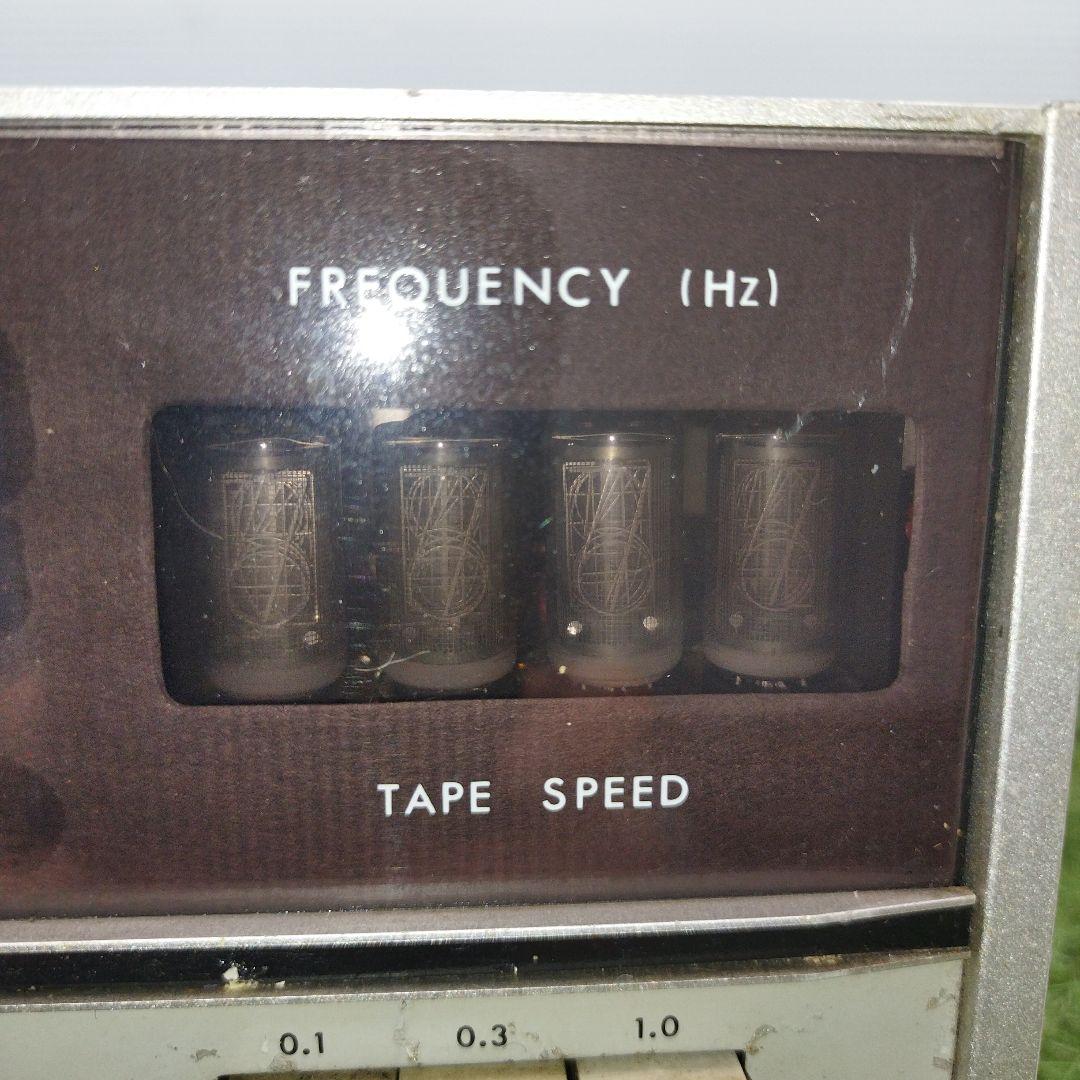 FREQUENCY (Hz)
TAPE SPEED
0.1 0.3 1.0